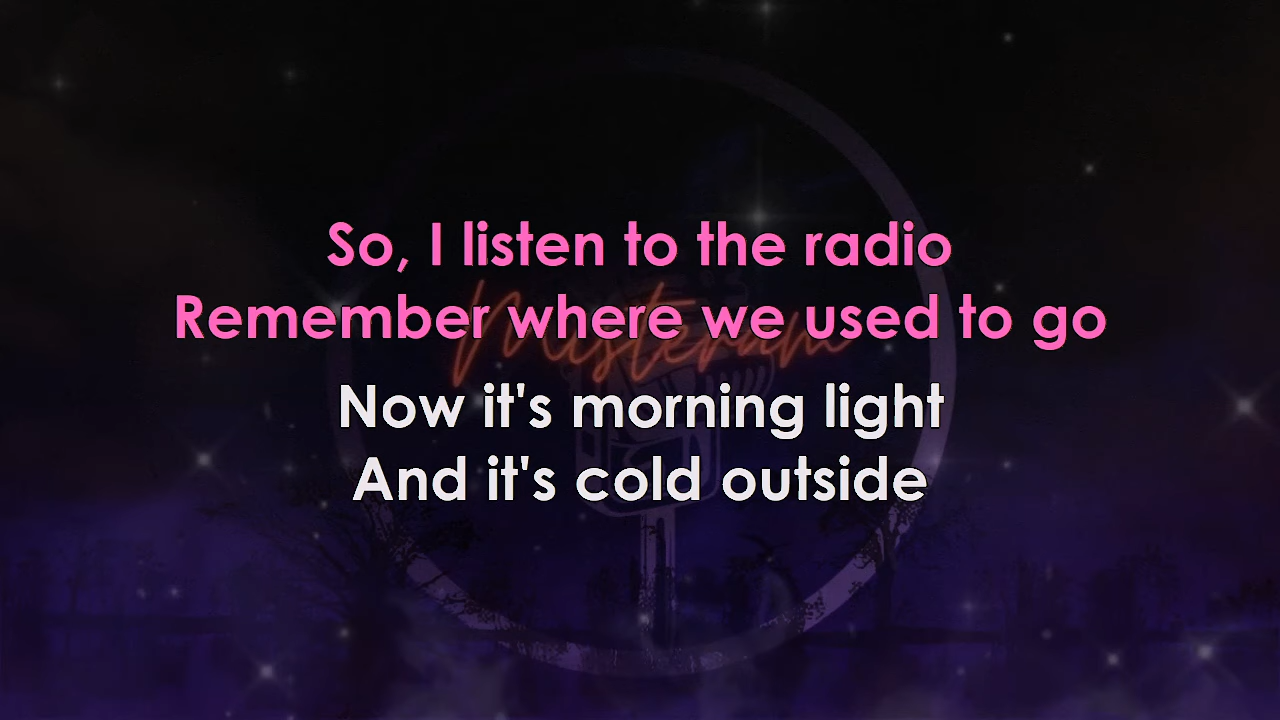 So, I listen to the radio
Remember where we used to go
Misteram
Now it's morning light
And it's cold outside